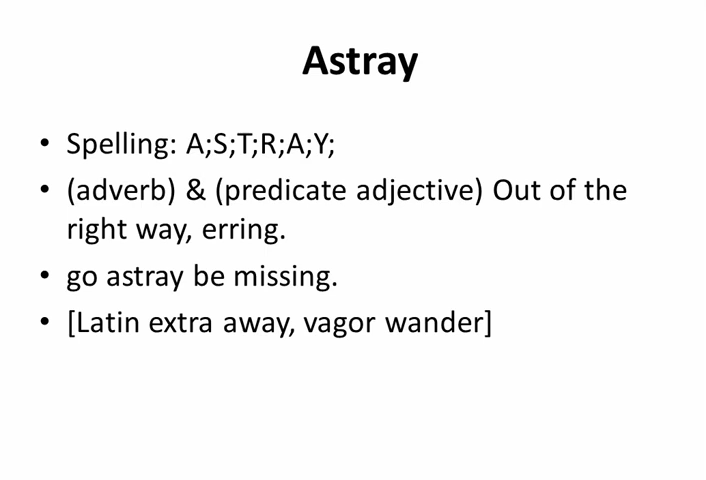 Astray
• Spelling: A;S;T;R;A;Y;
• (adverb) & (predicate adjective) Out of the
right way, erring.
• go astray be missing.
• [Latin extra away, vagor wander]